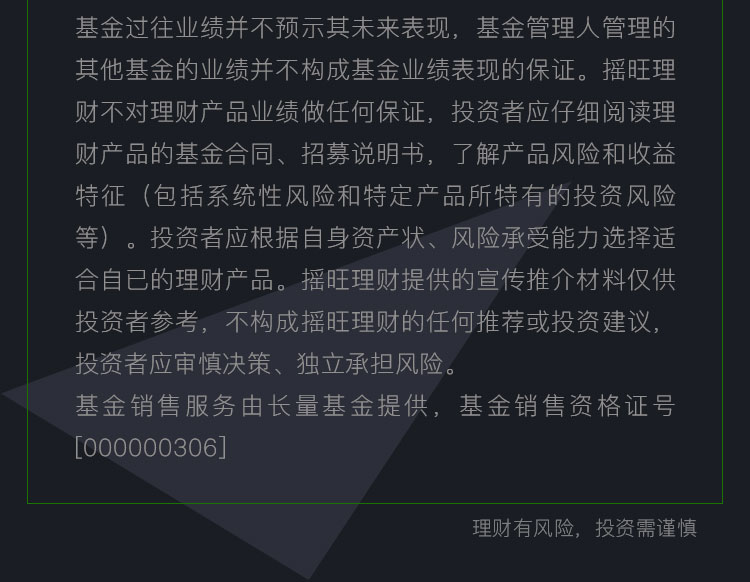 基金过往业绩并不预示其未来表现，基金管理人管理的
其他基金的业绩并不构成基金业绩表现的保证。摇旺理
财不对理财产品业绩做任何保证，投资者应仔细阅读理
财产品的基金合同、招募说明书，了解产品风险和收益
特征（包括系统性风险和特定产品所特有的投资风险
等）。投资者应根据自身资产状、风险承受能力选择适
合自已的理财产品。摇旺理财提供的宣传推介材料仅供
投资者参考，不构成摇旺理财的任何推荐或投资建议，
投资者应审慎决策、独立承担风险。
基金销售服务由长量基金提供，基金销售资格证号
[000000306]
理财有风险，投资需谨慎